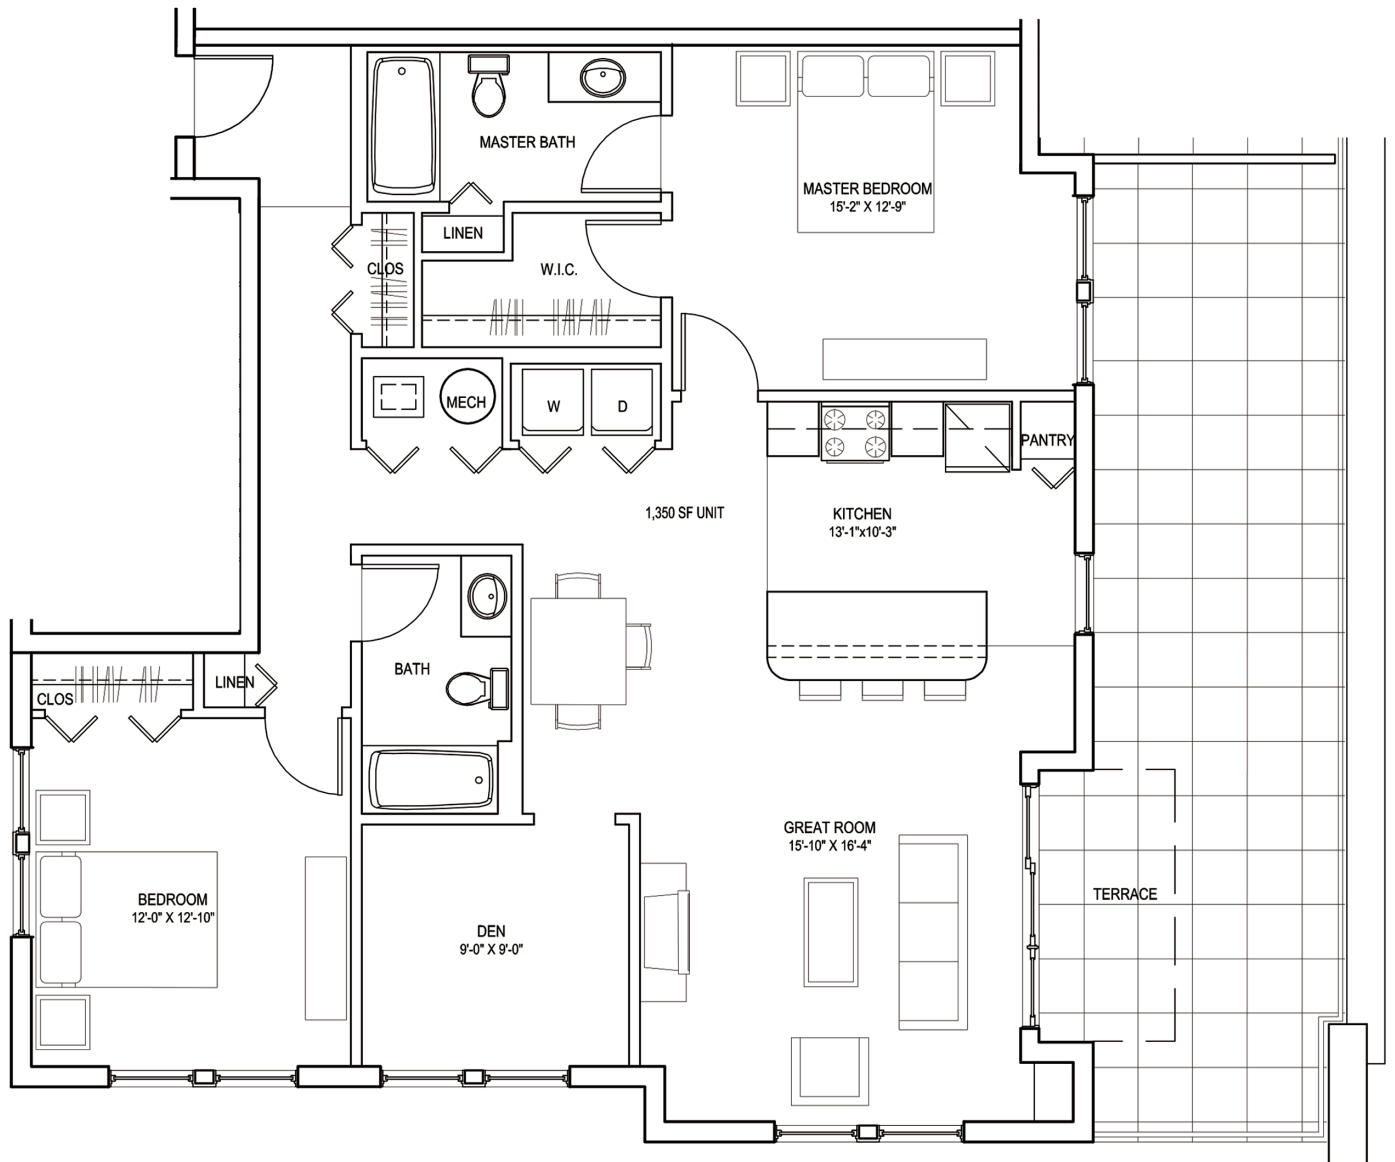 MASTER BATH
MASTER BEDROOM
15'-2" X 12'-9"
LINEN
CLOS
W.I.C.
MECH
W
D
PANTRY
1,350 SF UNIT
KITCHEN
13'-1"x10'-3"
BATH
LINEN
CLOS
GREAT ROOM
15'-10" X 16'-4"
TERRACE
BEDROOM
12'-0" X 12'-10"
DEN
9'-0" X 9'-0"